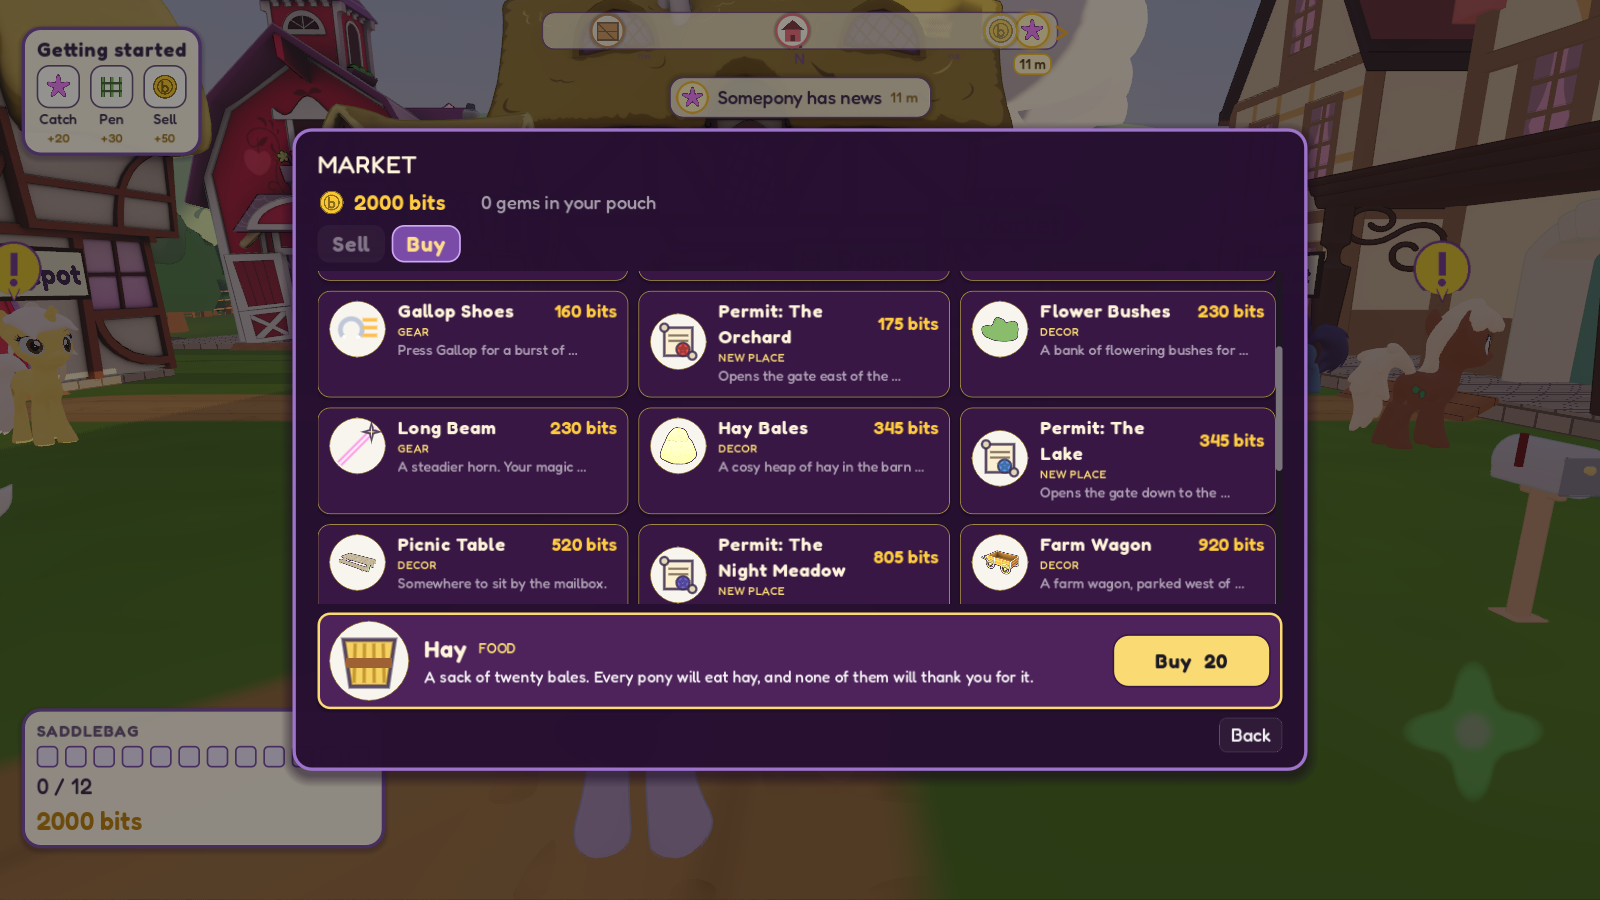 Getting started
Catch
Pen
Sell
+20
+30
+50
N
11 m
Somepony has news 11 m
pot
MARKET
2000 bits
0 gems in your pouch
Sell
Buy
Gallop Shoes
160 bits
GEAR
Press Gallop for a burst of ...
Permit: The
Orchard
175 bits
NEW PLACE
Opens the gate east of the ...
Flower Bushes
230 bits
DECOR
A bank of flowering bushes for ...
Long Beam
230 bits
GEAR
A steadier horn. Your magic ...
Hay Bales
345 bits
DECOR
A cosy heap of hay in the barn ...
Permit: The
Lake
345 bits
NEW PLACE
Opens the gate down to the ...
Picnic Table
520 bits
DECOR
Somewhere to sit by the mailbox.
Permit: The
Night Meadow
805 bits
NEW PLACE
Farm Wagon
920 bits
DECOR
A farm wagon, parked west of ...
Hay FOOD
A sack of twenty bales. Every pony will eat hay, and none of them will thank you for it.
Buy 20
Back
SADDLEBAG
0 / 12
2000 bits